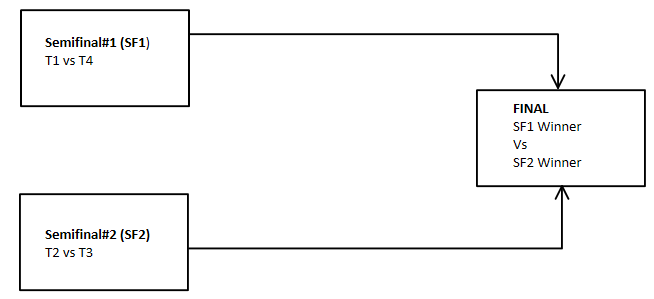 Semifinal#1 (SF1)
T1 vs T4
FINAL
SF1 Winner
Vs
SF2 Winner
Semifinal#2 (SF2)
T2 vs T3